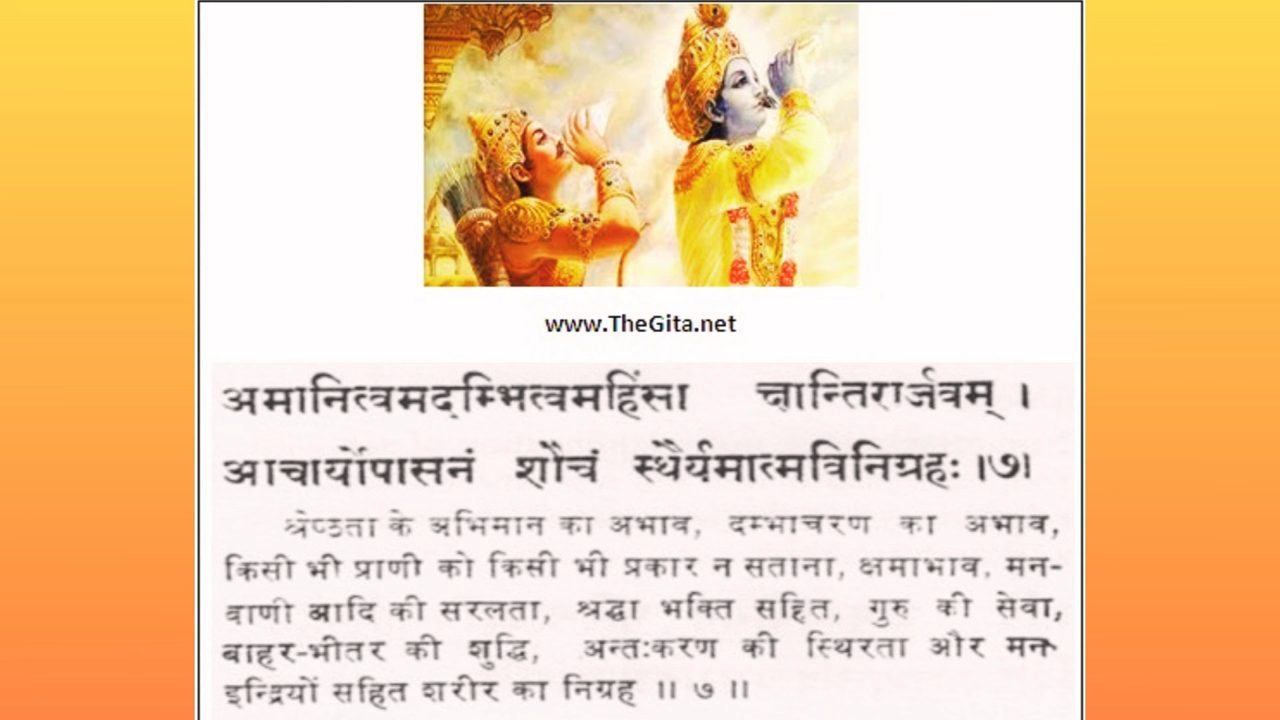 www.TheGita.net
अमानित्वमदम्भित्वमहिंसा क्षान्तिरार्जवम् ।
आचार्योपासनं शौचं स्थैर्यमात्मविनिग्रहः ।७।
श्रेष्ठता के अभिमान का अभाव, दम्भाचरण का अभाव,
किसी भी प्राणी को किसी भी प्रकार न सताना, क्षमाभाव, मन-
वाणी आदि की सरलता, श्रद्धा भक्ति सहित, गुरु की सेवा,
बाहर-भीतर की शुद्धि, अन्तःकरण की स्थिरता और मन
इन्द्रियों सहित शरीर का निग्रह ॥ ७ ॥